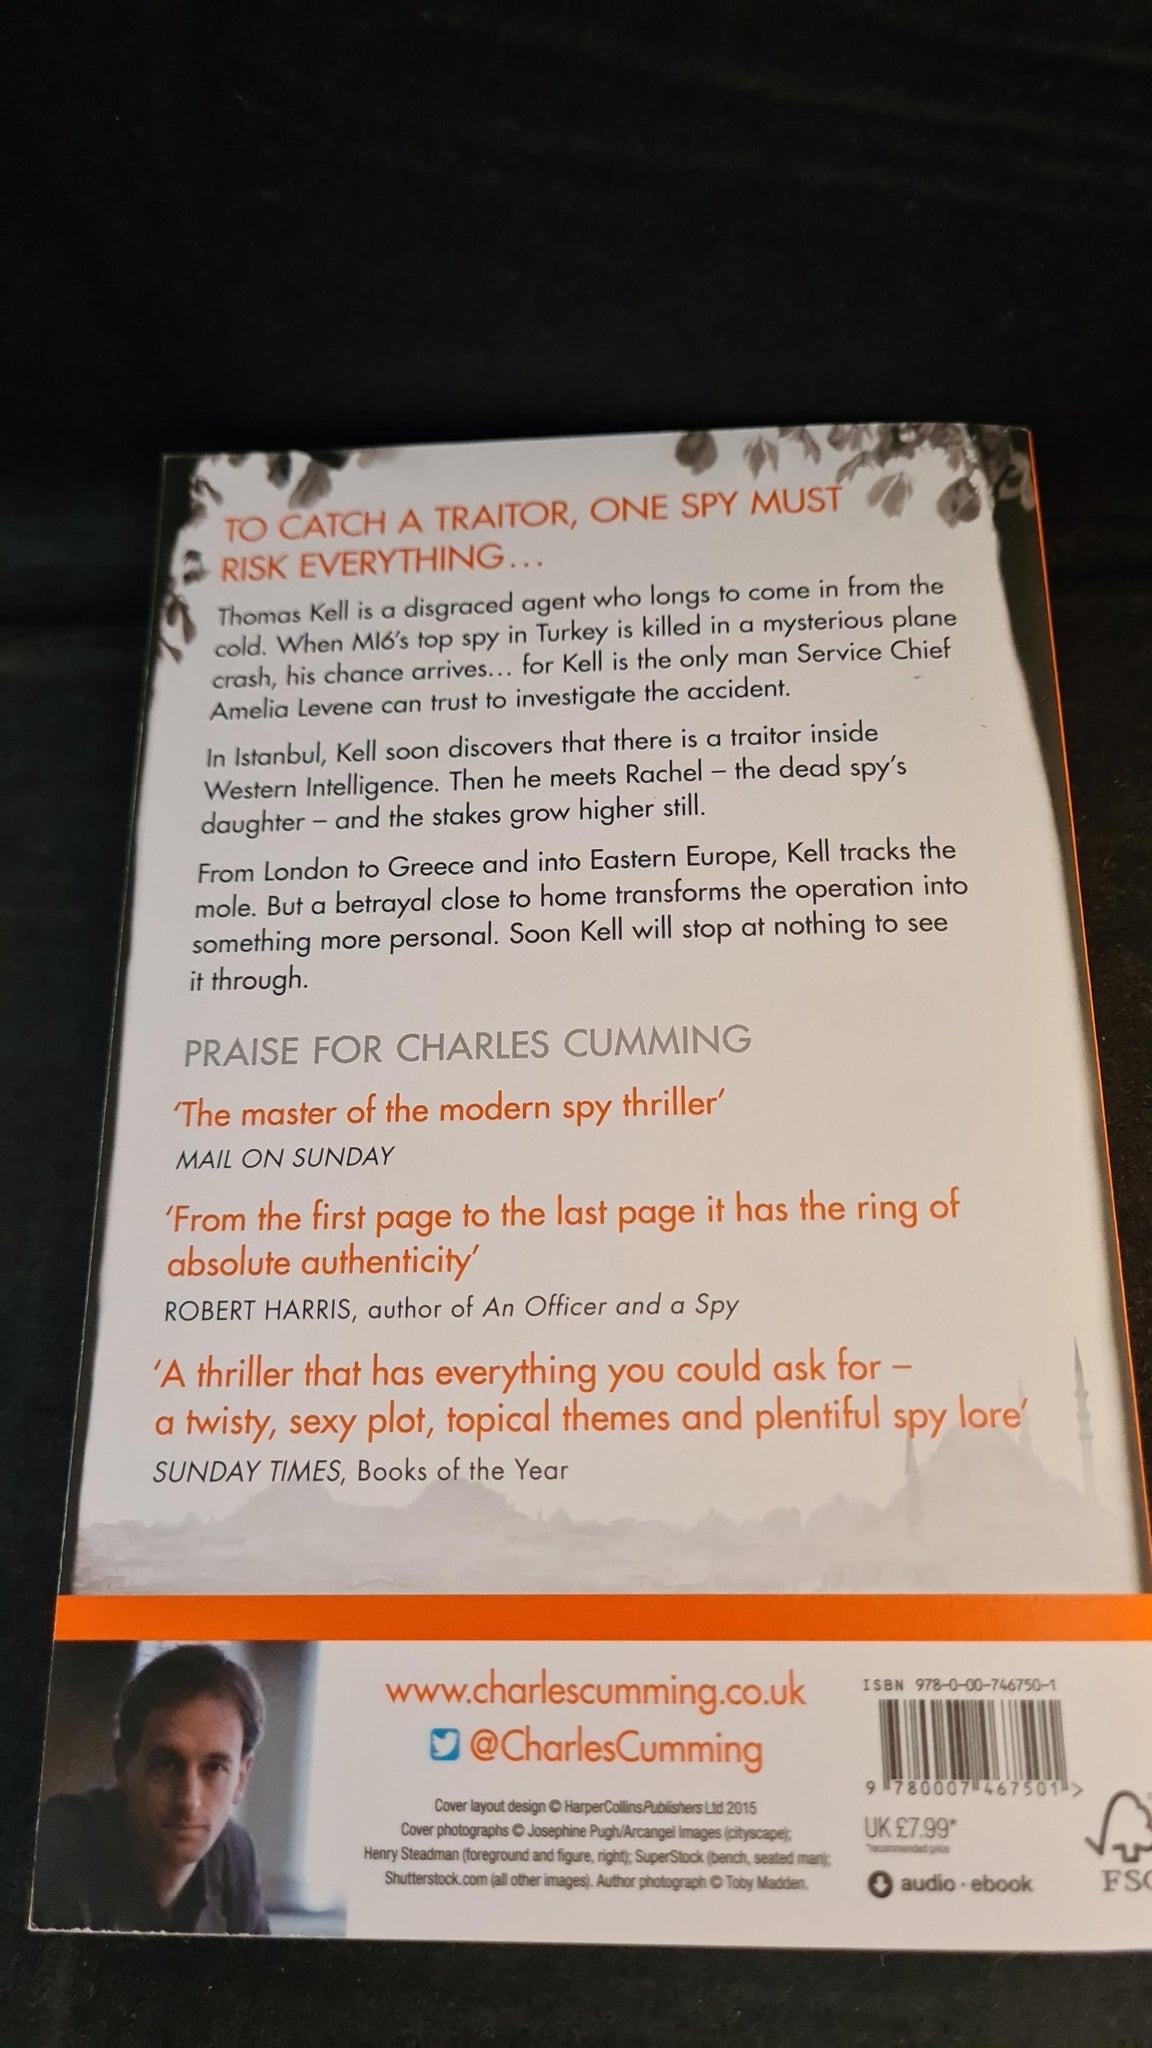 TO CATCH A TRAITOR, ONE SPY MUST
RISK EVERYTHING...
Thomas Kell is a disgraced agent who longs to come in from the
cold. When MI6's top spy in Turkey is killed in a mysterious plane
crash, his chance arrives... for Kell is the only man Service Chief
Amelia Levene can trust to investigate the accident.
In Istanbul, Kell soon discovers that there is a traitor inside
Western Intelligence. Then he meets Rachel – the dead spy's
daughter – and the stakes grow higher still.
From London to Greece and into Eastern Europe, Kell tracks the
mole. But a betrayal close to home transforms the operation into
something more personal. Soon Kell will stop at nothing to see
it through.
PRAISE FOR CHARLES CUMMING
'The master of the modern spy thriller'
MAIL ON SUNDAY
'From the first page to the last page it has the ring of
absolute authenticity'
ROBERT HARRIS, author of An Officer and a Spy
'A thriller that has everything you could ask for –
a twisty, sexy plot, topical themes and plentiful spy lore'
SUNDAY TIMES, Books of the Year
www.charlescumming.co.uk
@CharlesCumming
Cover layout design © HarperCollinsPublishers Ltd 2015
Cover photographs © Josephine Pugh/Arcangel Images (cityscape);
Henry Steadman (foreground and figure, right); SuperStock (bench, seated man);
Shutterstock.com (all other images). Author photograph © Toby Madden.
ISBN 978-0-00-746750-1
9 780007 467501 >
UK £7.99*
*recommended price
audio · ebook
FSC